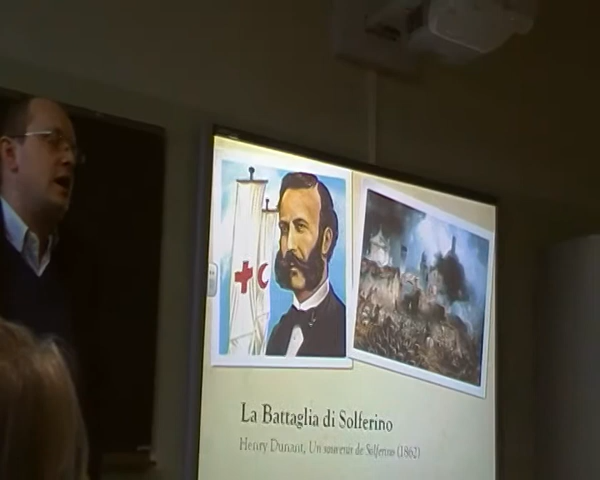 La Battaglia di Solferino
Henry Dunant, Un souvenir de Solferino (1862)